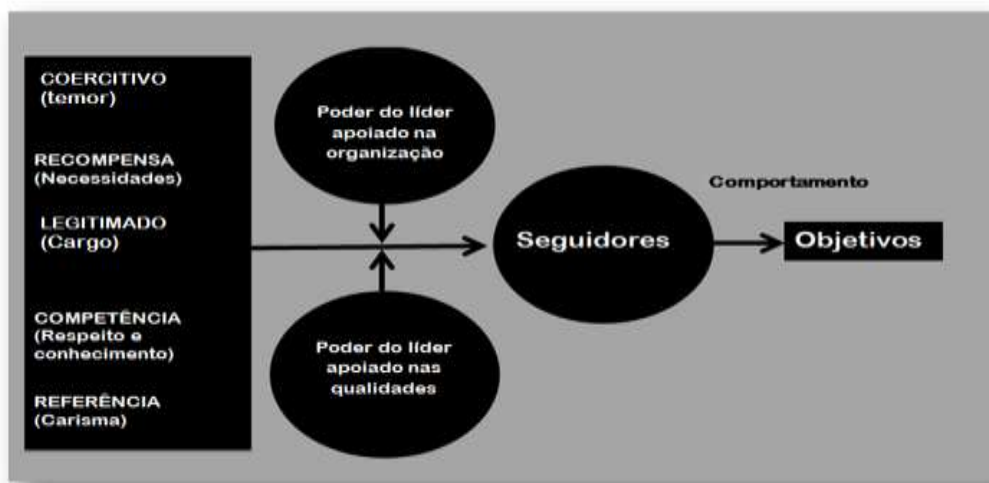 COERCITIVO
(temor)
RECOMPENSA
(Necessidades)
LEGITIMADO
(Cargo)
COMPETÊNCIA
(Respeito e
conhecimento)
REFERÊNCIA
(Carisma)
Poder do líder
apoiado na
organização
Poder do líder
apoiado nas
qualidades
Seguidores
Comportamento
Objetivos